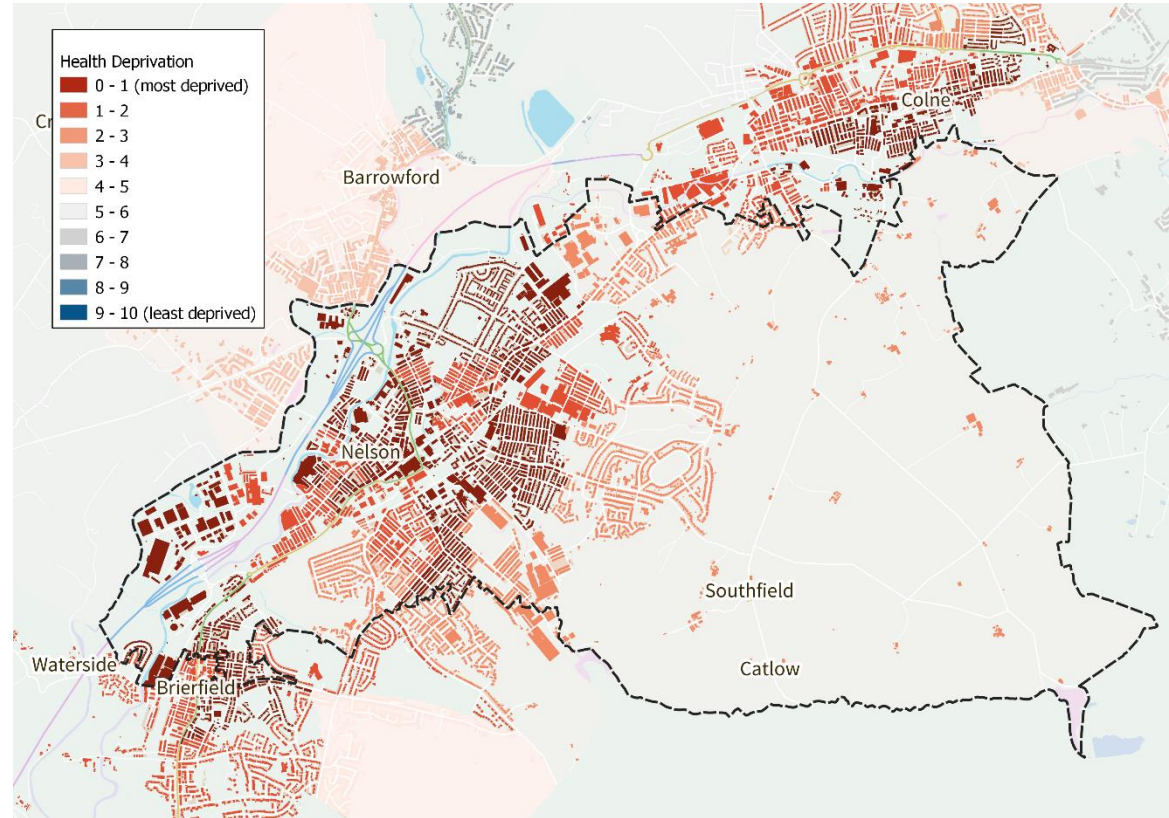 Health Deprivation
0 - 1 (most deprived)
1 - 2
2 - 3
3 - 4
4 - 5
5 - 6
6 - 7
7 - 8
8 - 9
9 - 10 (least deprived)
Colne
Cr
Barrowford
Nelson
Southfield
Waterside
Catlow
Brierfield